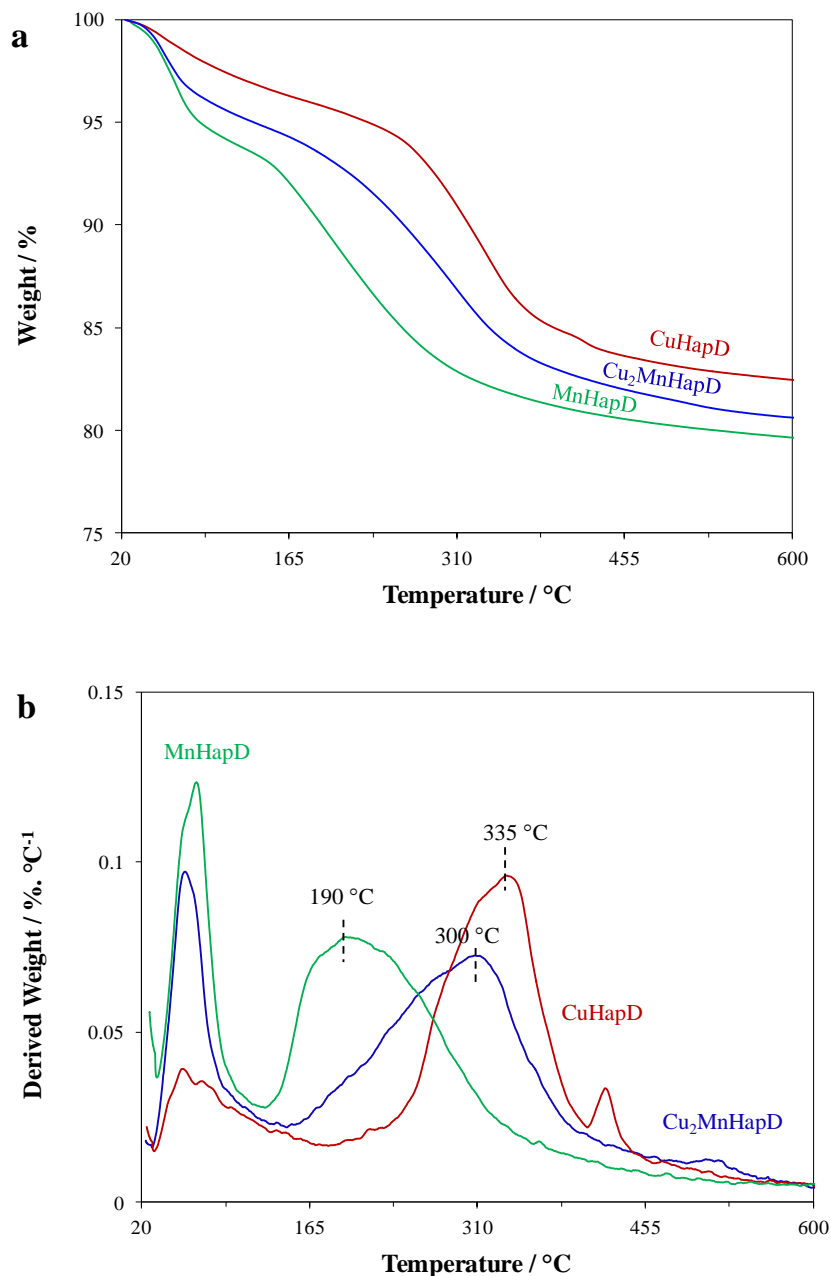 a
100
95
90
85
80
75
Weight / %
CuHapD
Cu₂MnHapD
MnHapD
20 165 310 455 600
Temperature / °C
b
0.15
0.1
0.05
0
Derived Weight / %. °C⁻¹
MnHapD
335 °C
190 °C
300 °C
CuHapD
Cu₂MnHapD
20 165 310 455 600
Temperature / °C